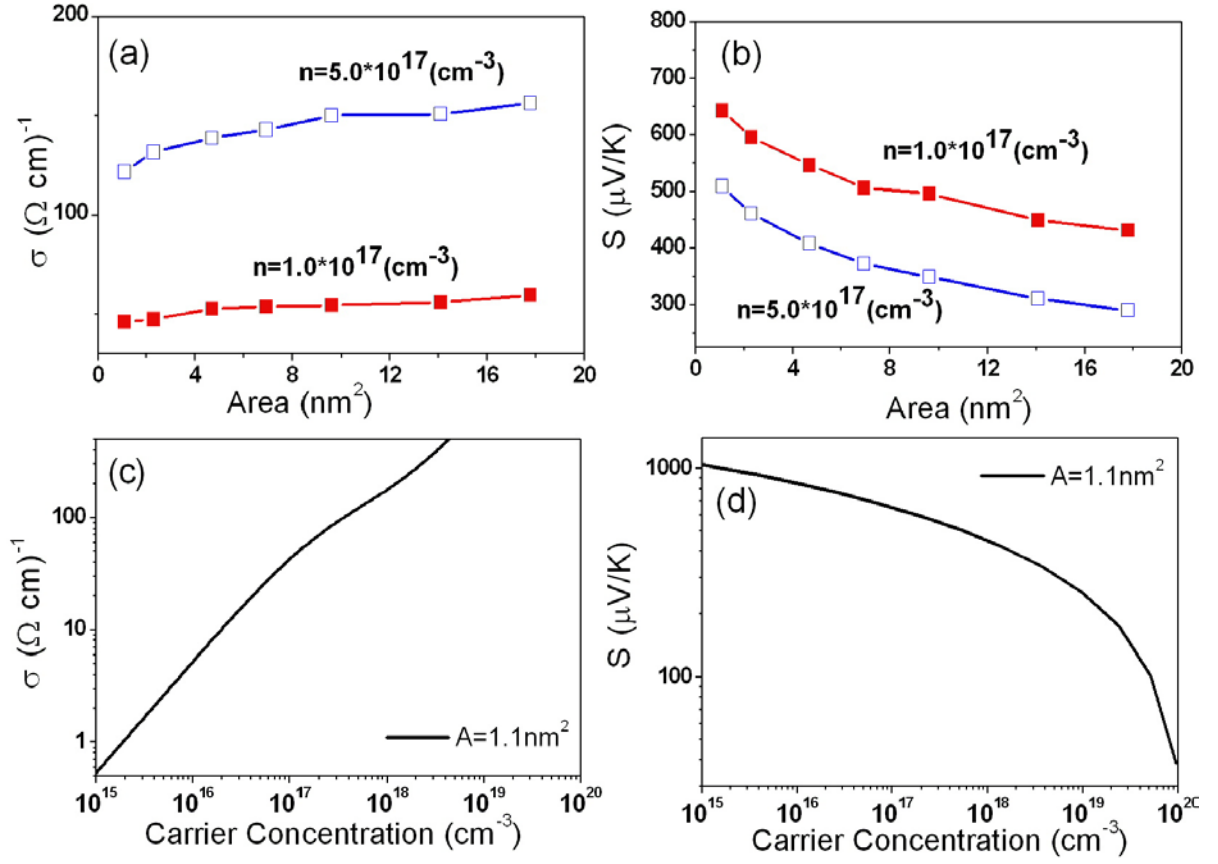 (a)
n=5.0*10^17(cm^-3)
n=1.0*10^17(cm^-3)
200
100
σ (Ω cm)^-1
0 4 8 12 16 20
Area (nm^2)
(b)
n=1.0*10^17(cm^-3)
n=5.0*10^17(cm^-3)
800
700
600
500
400
300
S (μV/K)
0 2 4 6 8 10 12 14 16 18 20
Area (nm^2)
(c)
A=1.1nm^2
100
10
1
σ (Ω cm)^-1
10^15 10^16 10^17 10^18 10^19 10^20
Carrier Concentration (cm^-3)
(d)
A=1.1nm^2
1000
100
S (μV/K)
10^15 10^16 10^17 10^18 10^19 10^20
Carrier Concentration (cm^-3)